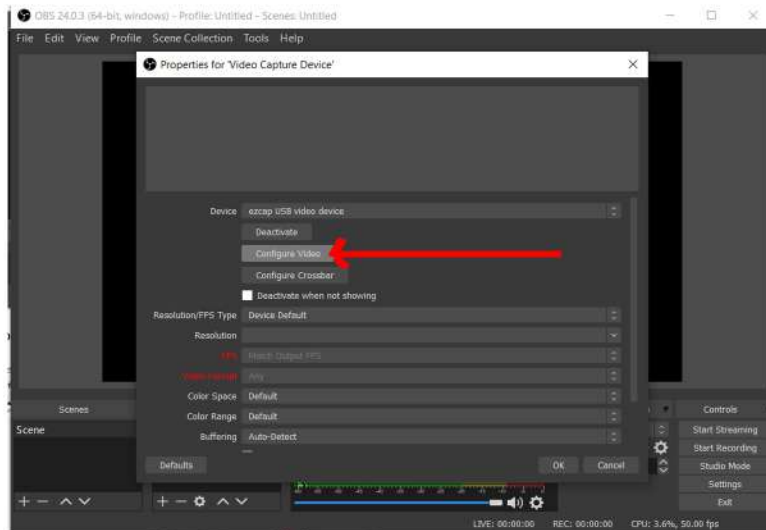 OBS 24.0.3 (64-bit, windows) - Profile: Untitled - Scenes: Untitled
File Edit View Profile Scene Collection Tools Help
Properties for 'Video Capture Device'
Device ezcap USB video device
Deactivate
Configure Video
Configure Crossbar
Deactivate when not showing
Resolution/FPS Type Device Default
Resolution
FPS Match Output FPS
Video Format Any
Color Space Default
Color Range Default
Buffering Auto-Detect
Defaults OK Cancel
Scenes Controls
Scene
Start Streaming
Start Recording
Studio Mode
Settings
Exit
LIVE: 00:00:00 REC: 00:00:00 CPU: 3.6%, 50.00 fps